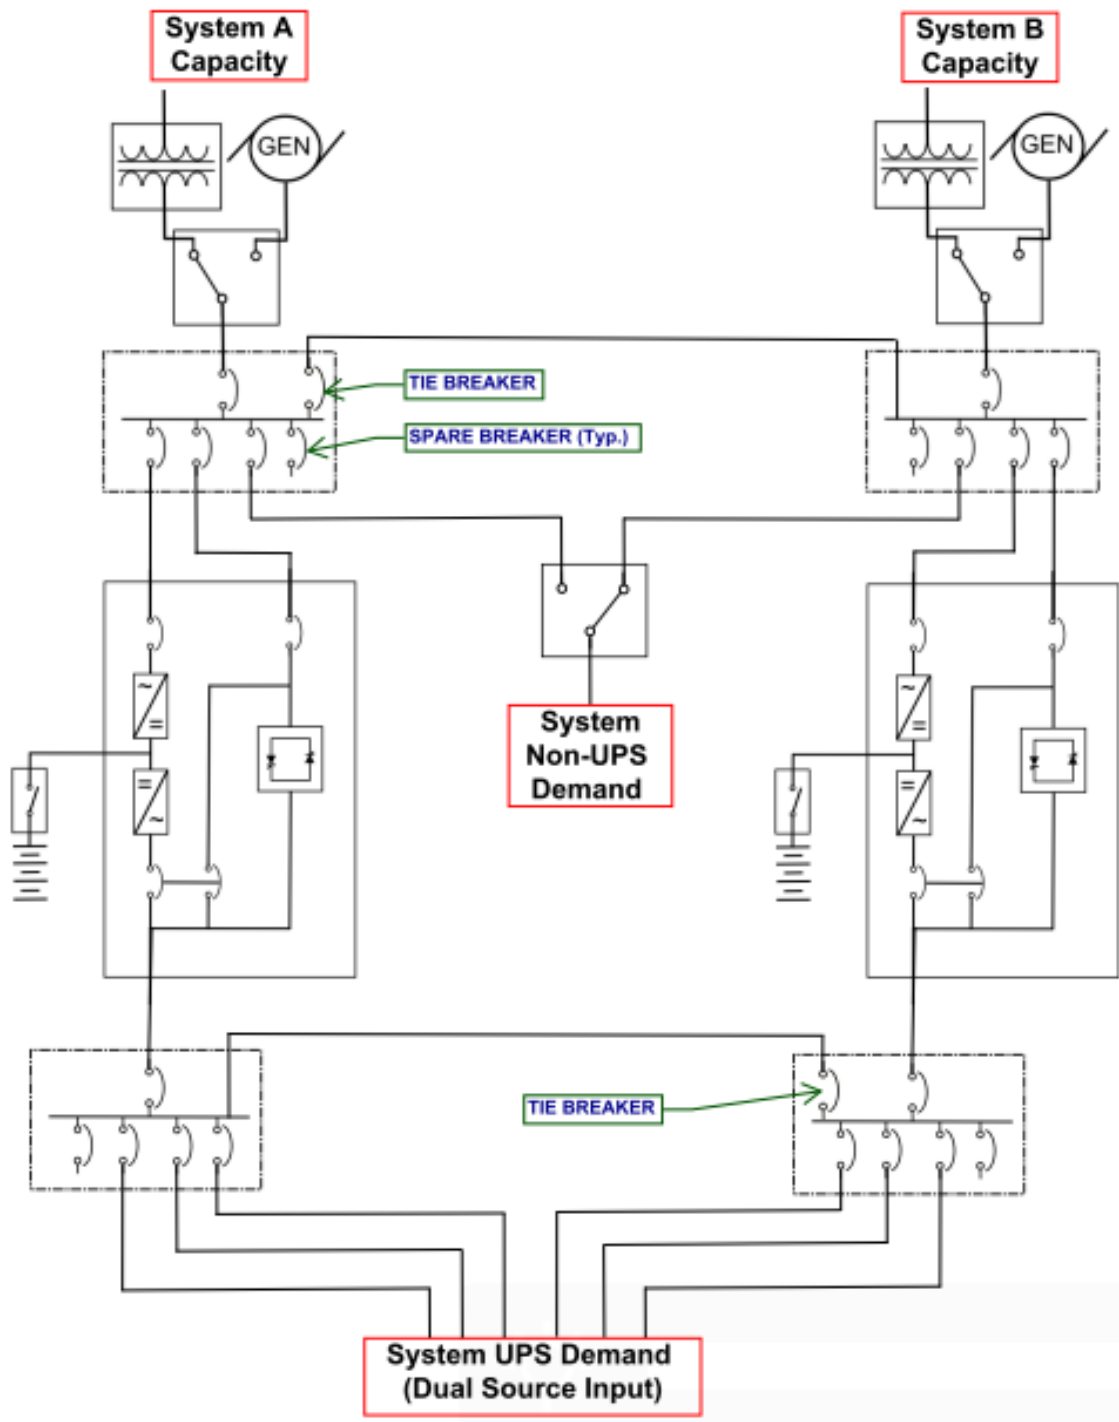 System A
Capacity
System B
Capacity
GEN
GEN
TIE BREAKER
SPARE BREAKER (Typ.)
System
Non-UPS
Demand
TIE BREAKER
System UPS Demand
(Dual Source Input)